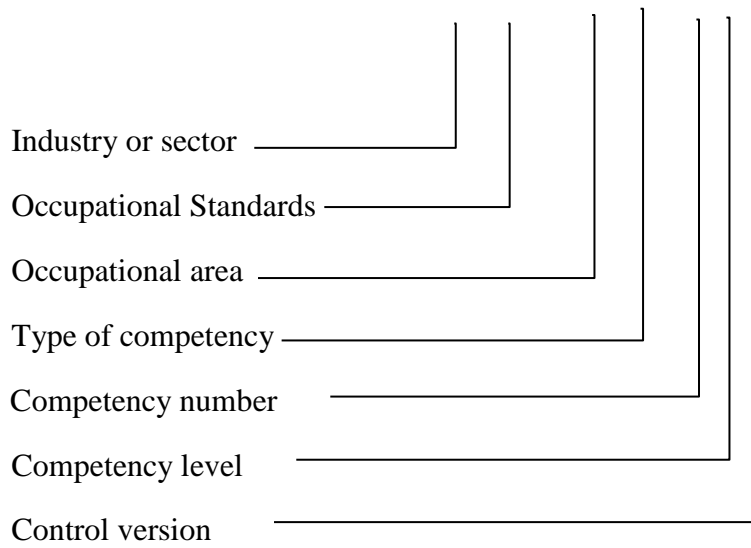 Industry or sector
Occupational Standards
Occupational area
Type of competency
Competency number
Competency level
Control version